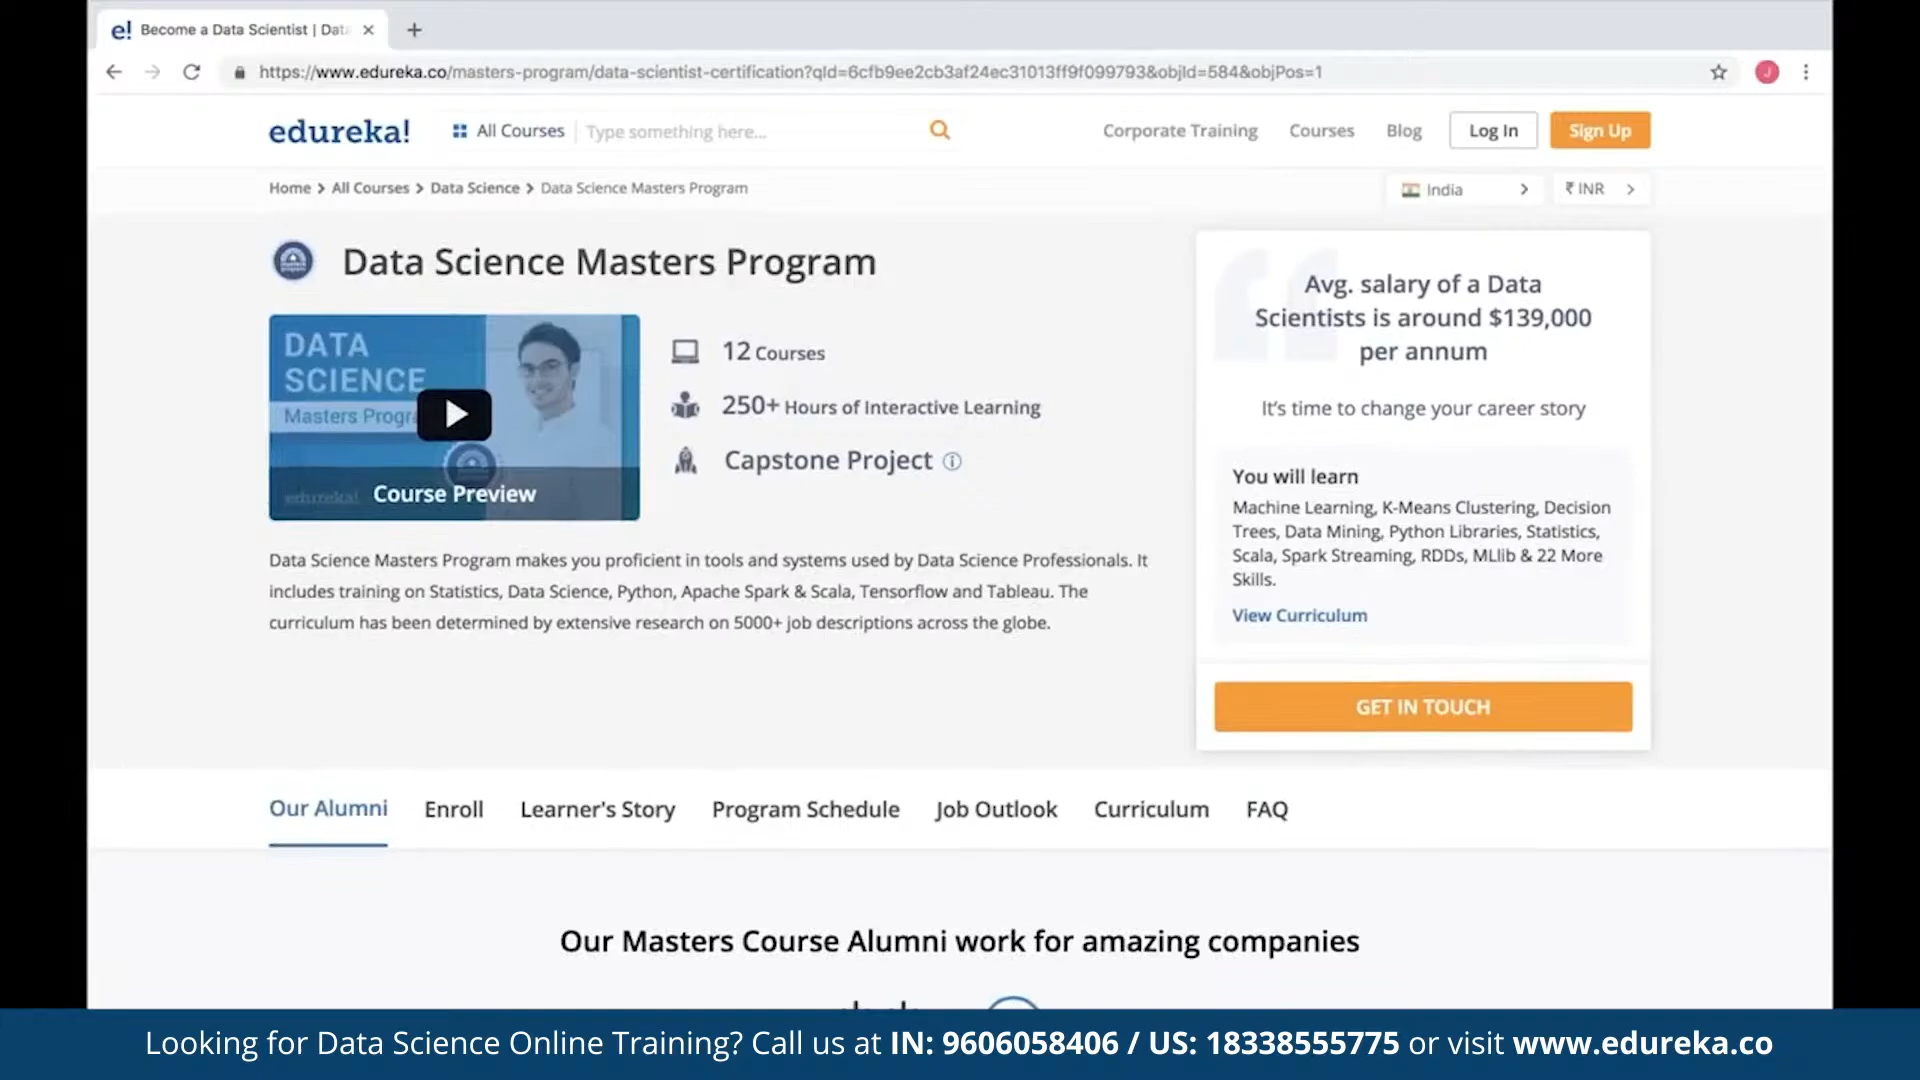 e! Become a Data Scientist | Data
https://www.edureka.co/masters-program/data-scientist-certification?qId=6cfb9ee2cb3af24ec31013ff9f099793&objId=584&objPos=1
J
edureka! All Courses Type something here... Corporate Training Courses Blog Log In Sign Up
Home > All Courses > Data Science > Data Science Masters Program India > ₹ INR >
Data Science Masters Program
DATA
SCIENCE
Masters Progra
edureka!
Course Preview
12 Courses
250+ Hours of Interactive Learning
Capstone Project
Data Science Masters Program makes you proficient in tools and systems used by Data Science Professionals. It
includes training on Statistics, Data Science, Python, Apache Spark & Scala, Tensorflow and Tableau. The
curriculum has been determined by extensive research on 5000+ job descriptions across the globe.
Avg. salary of a Data
Scientists is around $139,000
per annum
It's time to change your career story
You will learn
Machine Learning, K-Means Clustering, Decision
Trees, Data Mining, Python Libraries, Statistics,
Scala, Spark Streaming, RDDs, MLlib & 22 More
Skills.
View Curriculum
GET IN TOUCH
Our Alumni Enroll Learner's Story Program Schedule Job Outlook Curriculum FAQ
Our Masters Course Alumni work for amazing companies
Looking for Data Science Online Training? Call us at IN: 9606058406 / US: 18338555775 or visit www.edureka.co